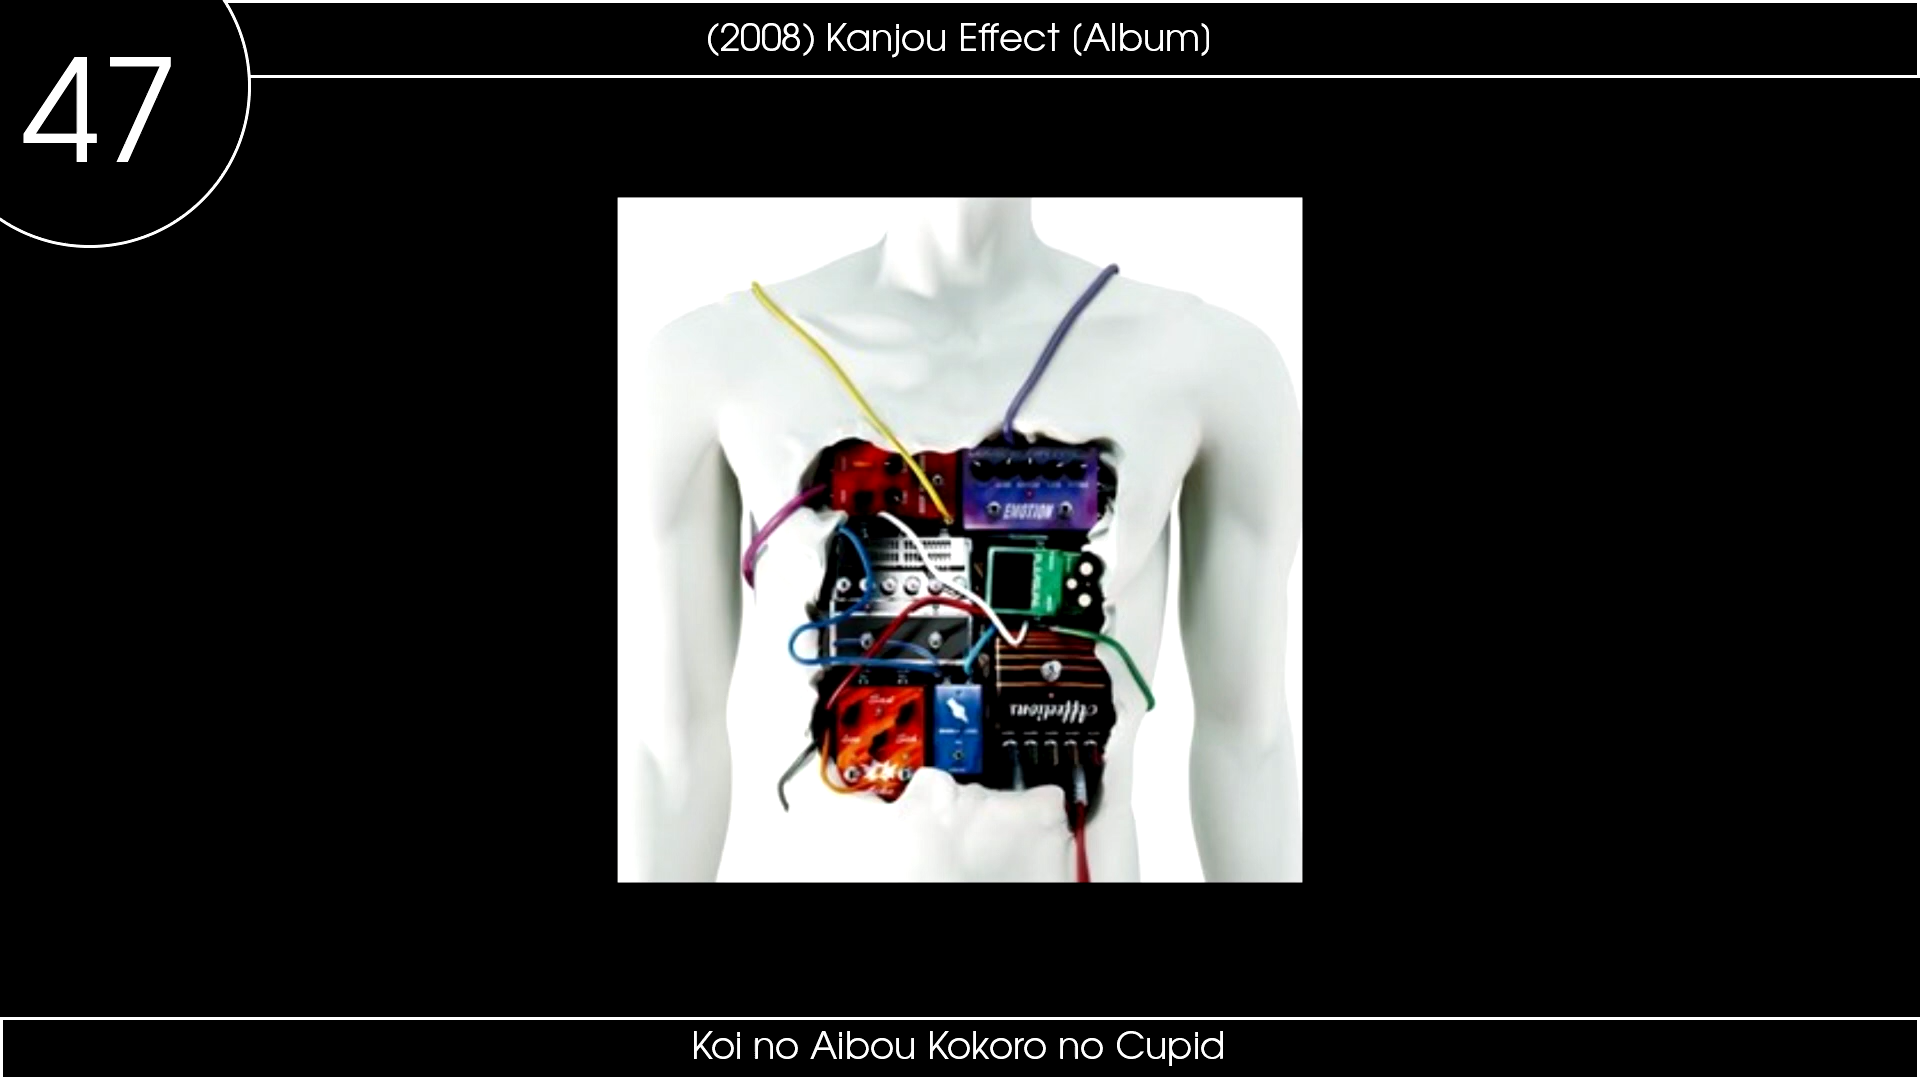 (2008) Kanjou Effect (Album)
47
EMOTION
Affections
Koi no Aibou Kokoro no Cupid